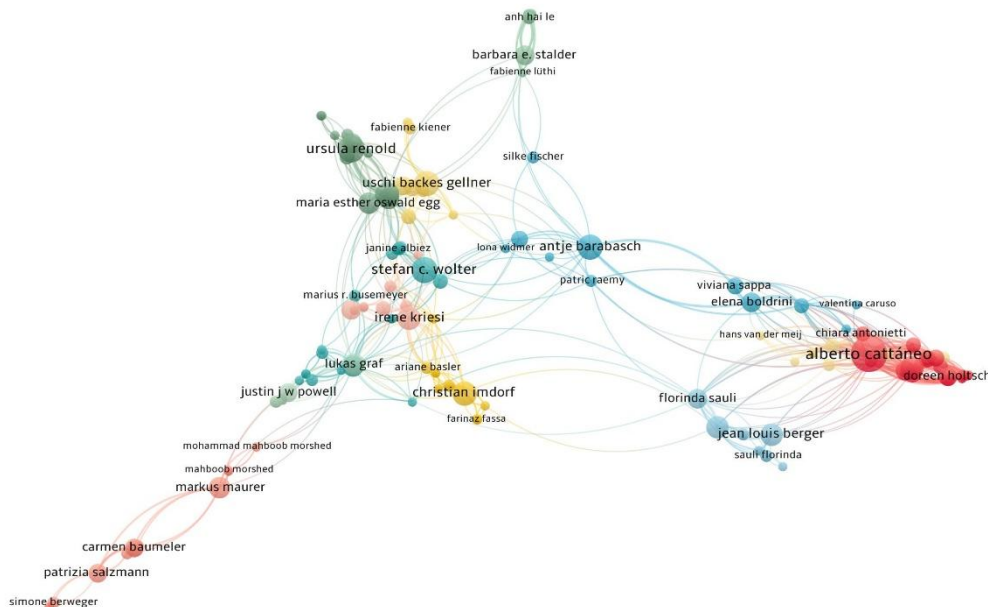 anh hai le
barbara e. stalder
fabienne lüthi
fabienne kiener
ursula renold
silke fischer
uschi backes gellner
maria esther oswald egg
janine albiez
lona widmer
antje barabasch
stefan c. wolter
patric raemy
viviana sappa
marius r. busemeyer
elena boldrini
valentina caruso
irene kriesi
hans van der meij
chiara antonietti
alberto cattáneo
lukas graf
ariane basler
doreen holtsch
justin j w powell
christian imdorf
florinda sauli
farinaz fassa
jean louis berger
mohammad mahboob morshed
sauli florinda
mahboob morshed
markus maurer
carmen baumeler
patrizia salzmann
simone berweger